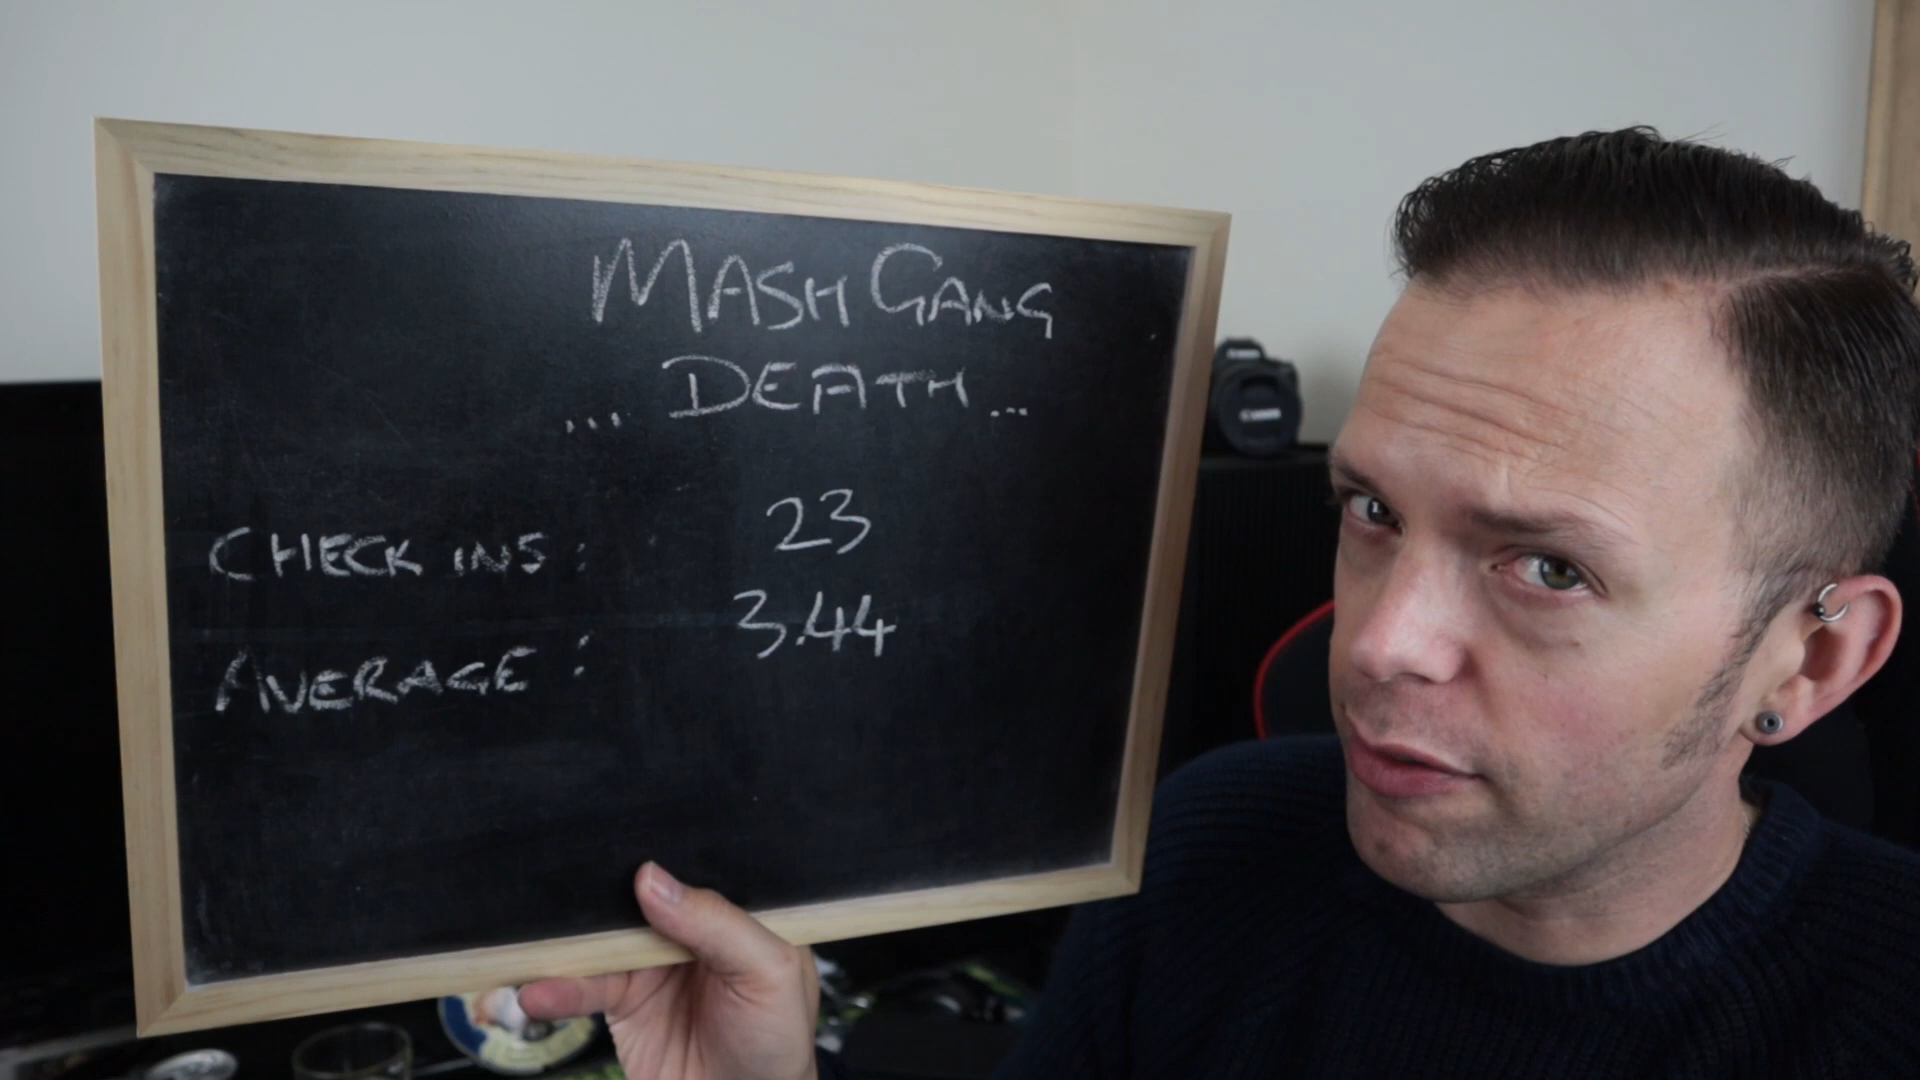 MASH GANG
... DEATH ...
CHECK INS: 23
AVERAGE: 3.44